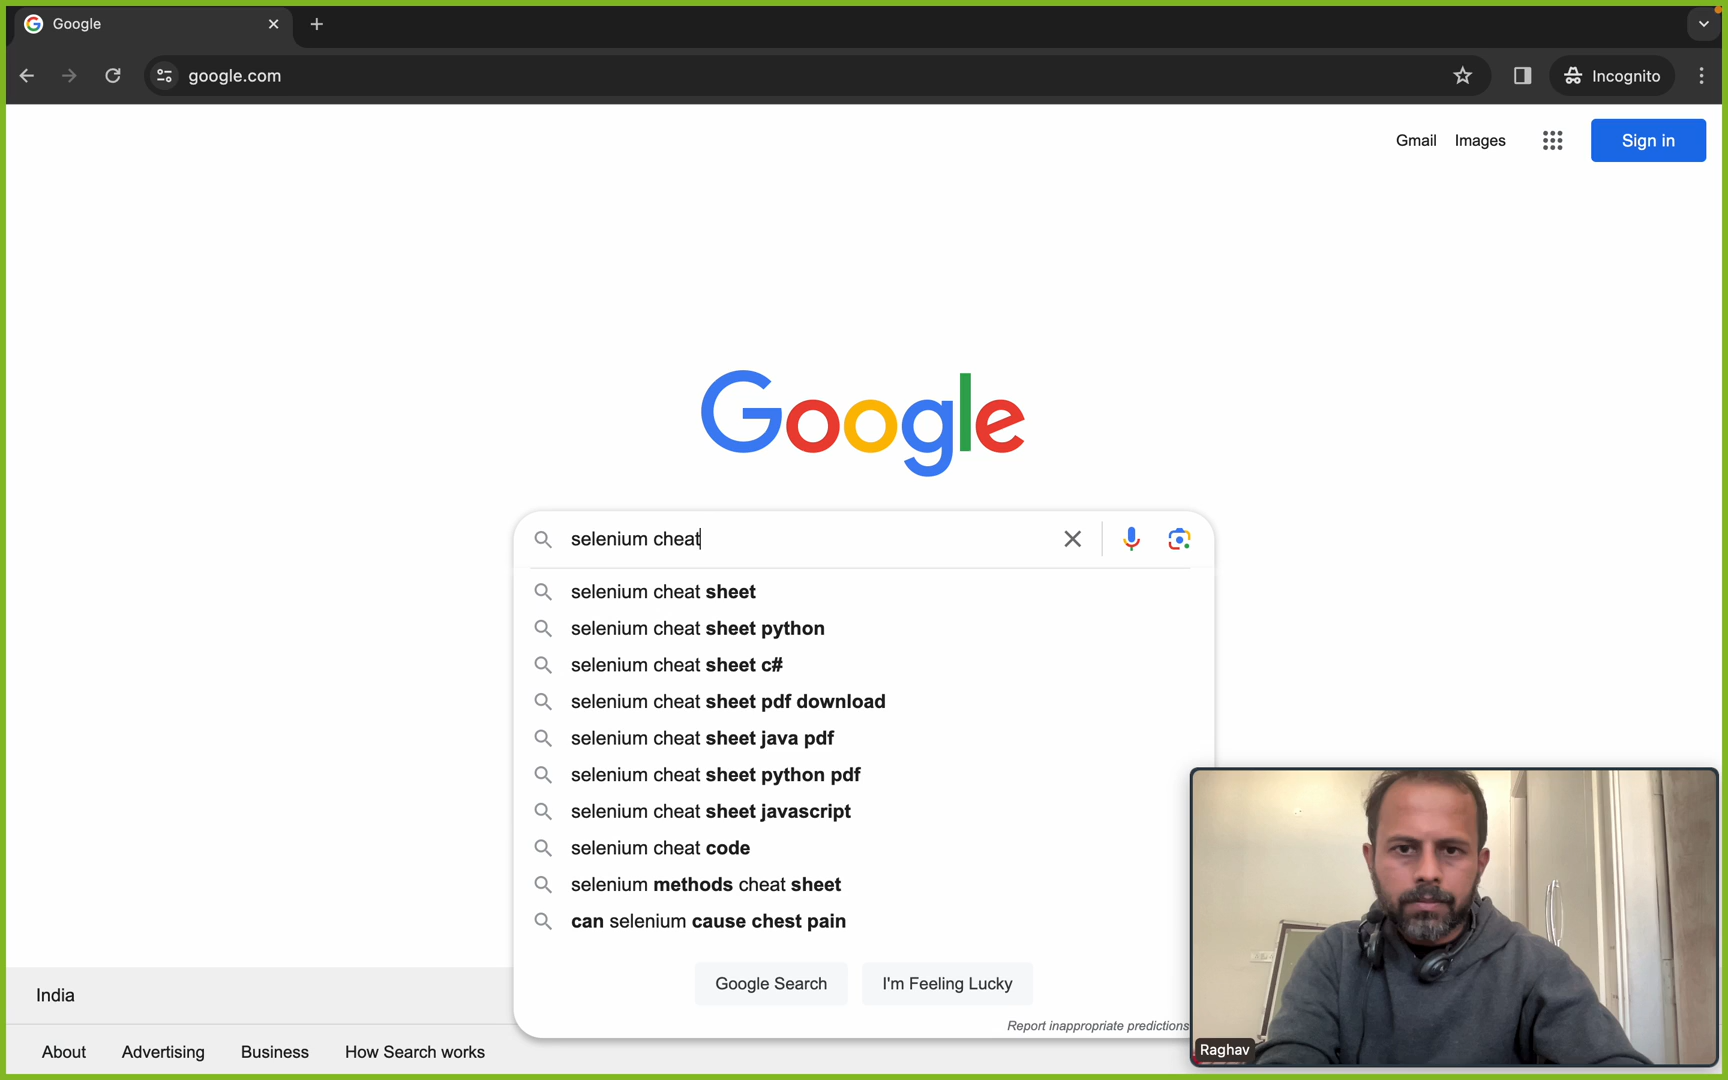 Google
google.com
Incognito
Gmail Images Sign in
Google
selenium cheat
selenium cheat sheet
selenium cheat sheet python
selenium cheat sheet c#
selenium cheat sheet pdf download
selenium cheat sheet java pdf
selenium cheat sheet python pdf
selenium cheat sheet javascript
selenium cheat code
selenium methods cheat sheet
can selenium cause chest pain
Google Search I'm Feeling Lucky
Report inappropriate predictions
India
About Advertising Business How Search works
Raghav